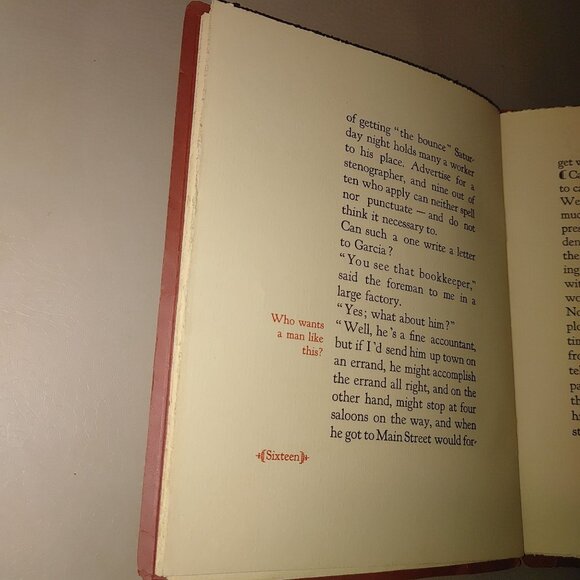 of getting "the bounce" Satur-
day night holds many a worker
to his place. Advertise for a
stenographer, and nine out of
ten who apply can neither spell
nor punctuate — and do not
think it necessary to.
Can such a one write a letter
to Garcia?
"You see that bookkeeper,"
said the foreman to me in a
large factory.
"Yes; what about him?"
"Well, he's a fine accountant,
but if I'd send him up town on
an errand, he might accomplish
the errand all right, and on the
other hand, might stop at four
saloons on the way, and when
he got to Main Street would for-
Who wants
a man like
this?
Sixteen
get